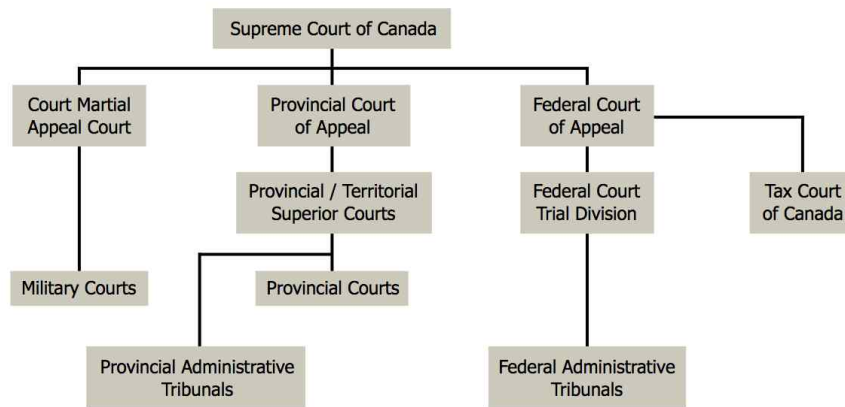 Supreme Court of Canada
Court Martial
Appeal Court
Provincial Court
of Appeal
Federal Court
of Appeal
Provincial / Territorial
Superior Courts
Federal Court
Trial Division
Tax Court
of Canada
Military Courts
Provincial Courts
Provincial Administrative
Tribunals
Federal Administrative
Tribunals